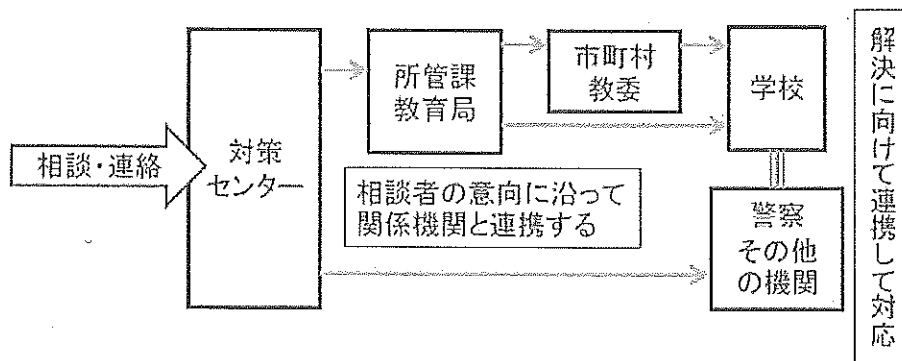 相談・連絡
対策
センター
所管課
教育局
市町村
教委
学校
相談者の意向に沿って
関係機関と連携する
警察
その他
の機関
解決に向けて連携して対応